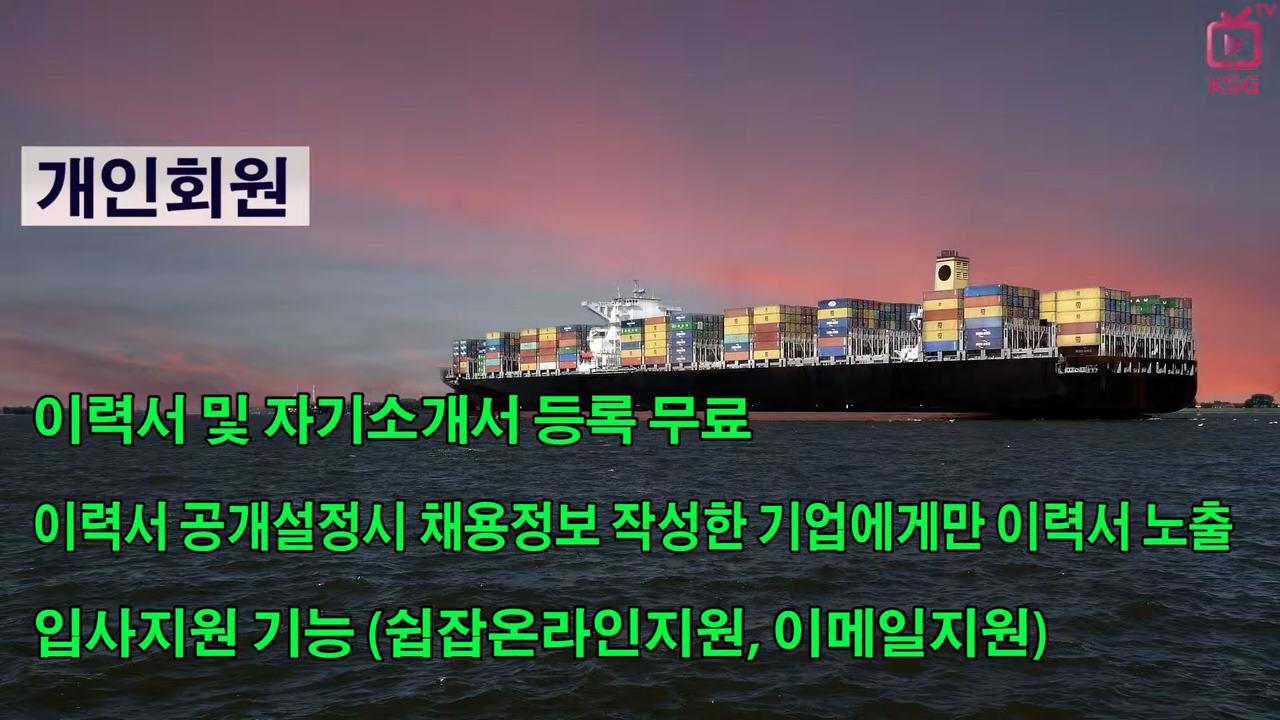 TV
KSG
개인회원
이력서 및 자기소개서 등록 무료
이력서 공개설정시 채용정보 작성한 기업에게만 이력서 노출
입사지원 기능 (쉽잡온라인지원, 이메일지원)